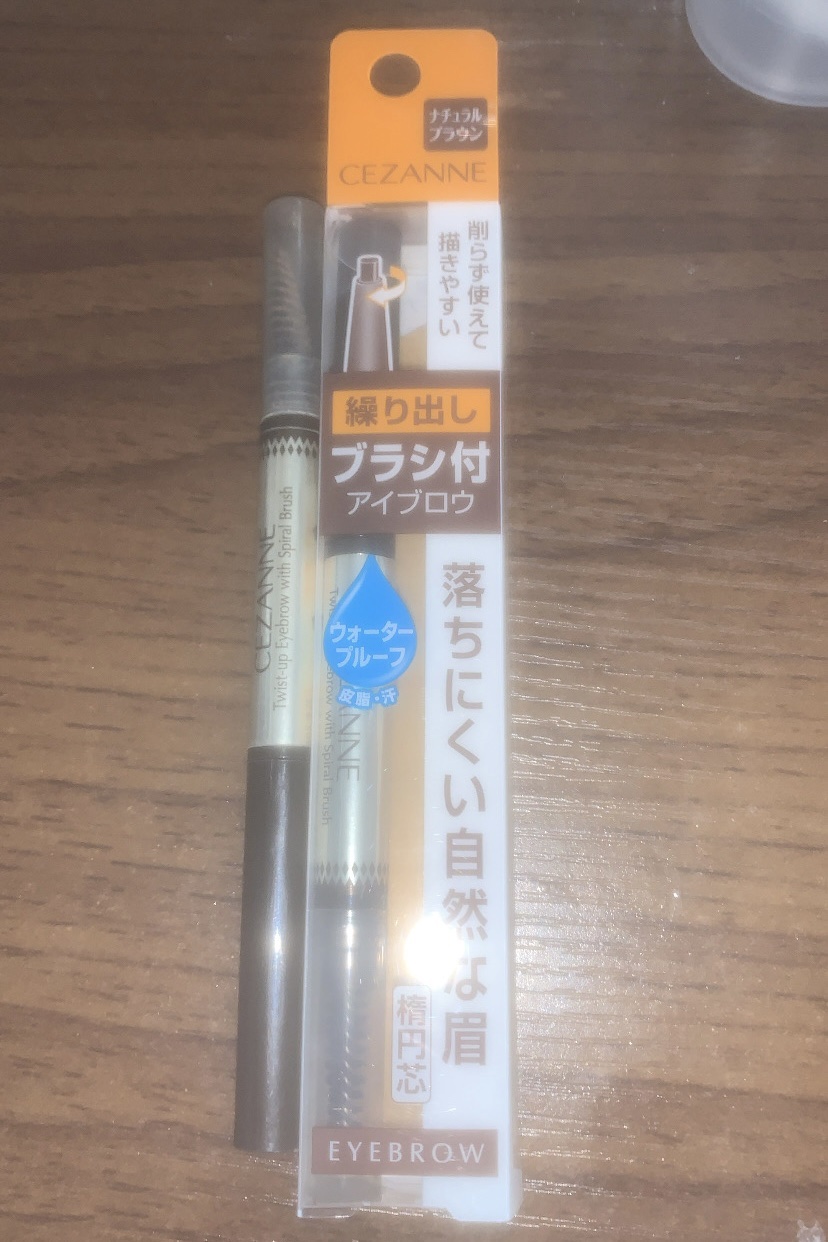 ナチュラル
ブラウン
CEZANNE
削らず使えて
描きやすい
繰り出し
ブラシ付
アイブロウ
ウォーター
プルーフ
皮脂・汗
落ちにくい自然な眉
楕円芯
EYEBROW
CEZANNE
Twist-up Eyebrow with Spiral Brush